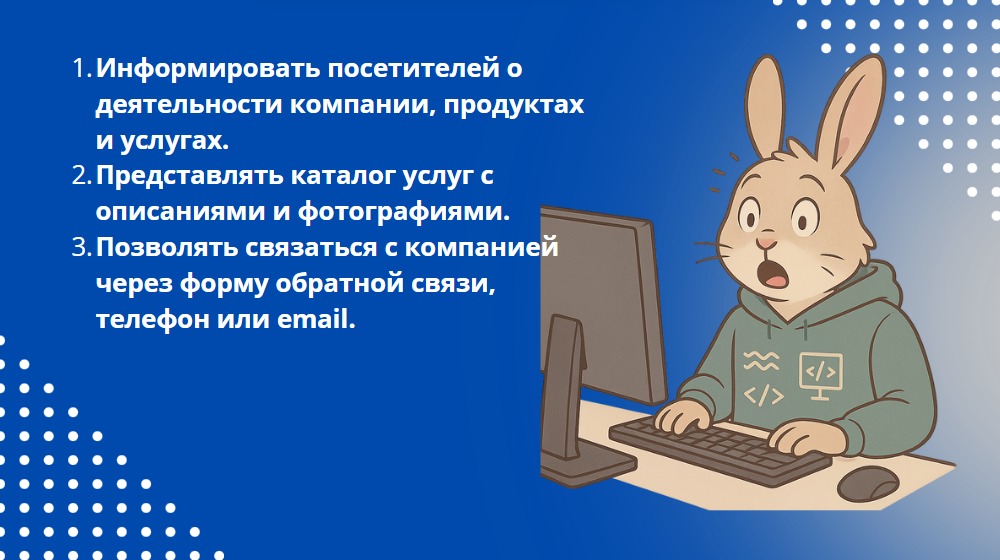 1. Информировать посетителей о
деятельности компании, продуктах
и услугах.
2. Представлять каталог услуг с
описаниями и фотографиями.
3. Позволять связаться с компанией
через форму обратной связи,
телефон или email.
</>
</>